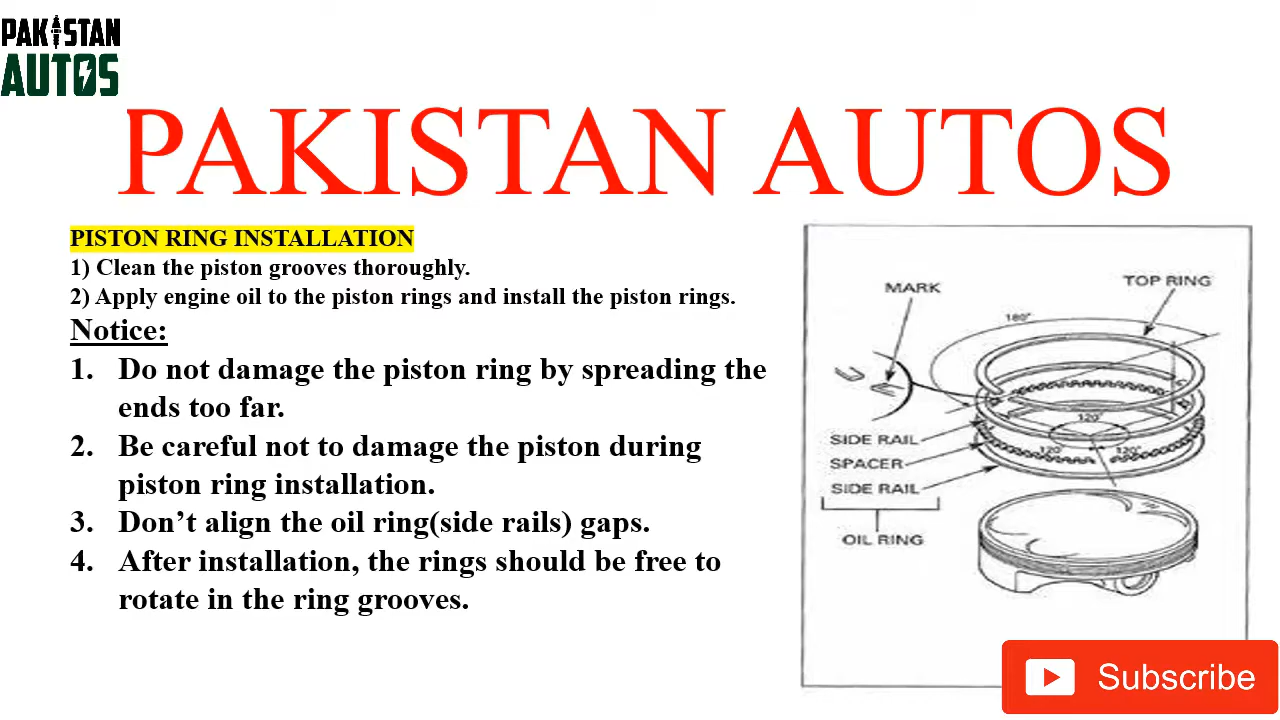 PAKISTAN
AUTOS
PAKISTAN AUTOS
PISTON RING INSTALLATION
1) Clean the piston grooves thoroughly.
2) Apply engine oil to the piston rings and install the piston rings.
Notice:
1. Do not damage the piston ring by spreading the
ends too far.
2. Be careful not to damage the piston during
piston ring installation.
3. Don’t align the oil ring(side rails) gaps.
4. After installation, the rings should be free to
rotate in the ring grooves.
MARK
TOP RING
180°
120°
SIDE RAIL
120°
120°
SPACER
SIDE RAIL
OIL RING
Subscribe